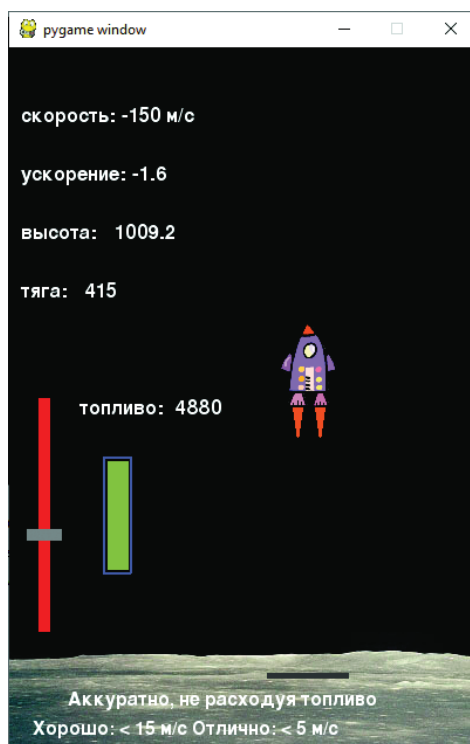 pygame window
скорость: -150 м/с
ускорение: -1.6
высота: 1009.2
тяга: 415
топливо: 4880
Аккуратно, не расходуя топливо
Хорошо: < 15 м/с Отлично: < 5 м/с